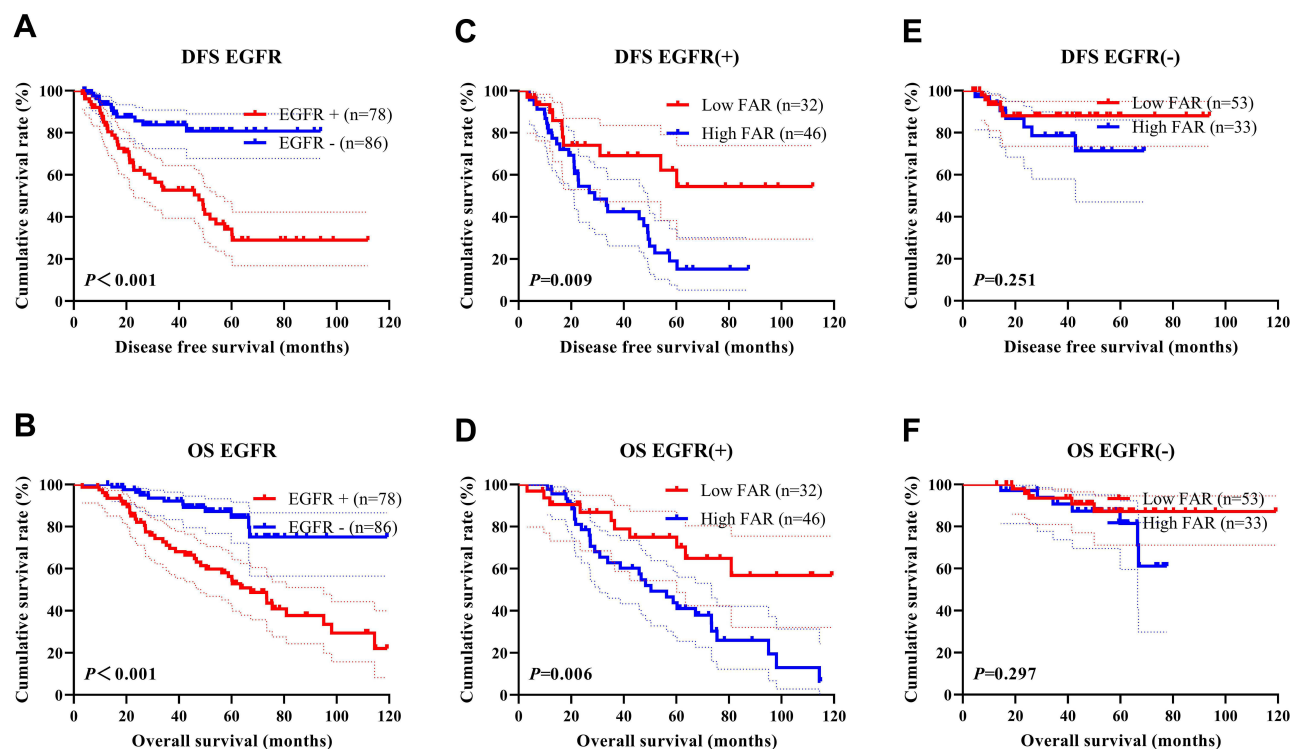 A
DFS EGFR
Cumulative survival rate (%)
100
80
60
40
20
0
EGFR + (n=78)
EGFR - (n=86)
P＜0.001
0 20 40 60 80 100 120
Disease free survival (months)
C
DFS EGFR(+)
Cumulative survival rate (%)
100
80
60
40
20
0
Low FAR (n=32)
High FAR (n=46)
P=0.009
0 20 40 60 80 100 120
Disease free survival (months)
E
DFS EGFR(-)
Cumulative survival rate (%)
100
80
60
40
20
0
Low FAR (n=53)
High FAR (n=33)
P=0.251
0 20 40 60 80 100 120
Disease free survival (months)
B
OS EGFR
Cumulative survival rate (%)
100
80
60
40
20
0
EGFR + (n=78)
EGFR - (n=86)
P＜0.001
0 20 40 60 80 100 120
Overall survival (months)
D
OS EGFR(+)
Cumulative survival rate (%)
100
80
60
40
20
0
Low FAR (n=32)
High FAR (n=46)
P=0.006
0 20 40 60 80 100 120
Overall survival (months)
F
OS EGFR(-)
Cumulative survival rate (%)
100
80
60
40
20
0
Low FAR (n=53)
High FAR (n=33)
P=0.297
0 20 40 60 80 100 120
Overall survival (months)